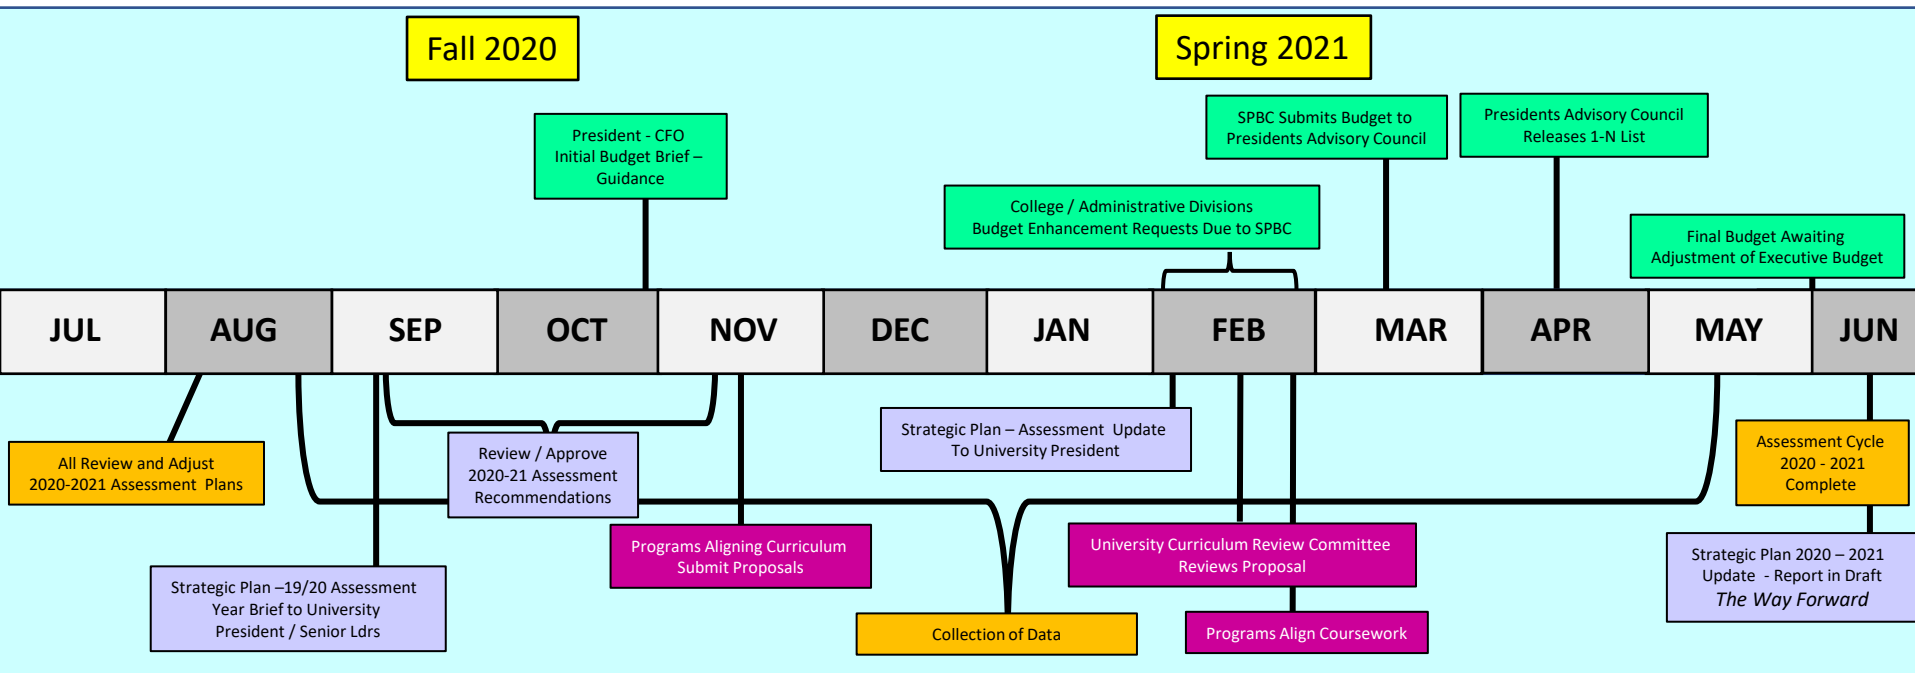 Fall 2020
Spring 2021
President - CFO
Initial Budget Brief –
Guidance
SPBC Submits Budget to
Presidents Advisory Council
Presidents Advisory Council
Releases 1-N List
College / Administrative Divisions
Budget Enhancement Requests Due to SPBC
Final Budget Awaiting
Adjustment of Executive Budget
JUL
AUG
SEP
OCT
NOV
DEC
JAN
FEB
MAR
APR
MAY
JUN
All Review and Adjust
2020-2021 Assessment Plans
Strategic Plan –19/20 Assessment
Year Brief to University
President / Senior Ldrs
Review / Approve
2020-21 Assessment
Recommendations
Programs Aligning Curriculum
Submit Proposals
Strategic Plan – Assessment Update
To University President
Collection of Data
University Curriculum Review Committee
Reviews Proposal
Programs Align Coursework
Assessment Cycle
2020 - 2021
Complete
Strategic Plan 2020 – 2021
Update - Report in Draft
The Way Forward